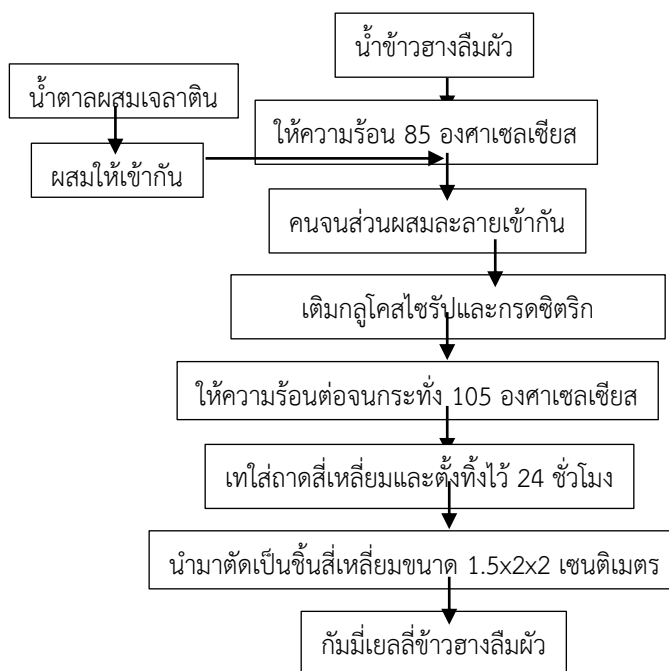 น้ำข้าวฮางลืมผัว
น้ำตาลผสมเจลาติน
ให้ความร้อน 85 องศาเซลเซียส
ผสมให้เข้ากัน
คนจนส่วนผสมละลายเข้ากัน
เติมกลูโคสไซรัปและกรดซิตริก
ให้ความร้อนต่อจนกระทั่ง 105 องศาเซลเซียส
เทใส่ถาดสี่เหลี่ยมและตั้งทิ้งไว้ 24 ชั่วโมง
นำมาตัดเป็นชิ้นสี่เหลี่ยมขนาด 1.5x2x2 เซนติเมตร
กัมมี่เยลลี่ข้าวฮางลืมผัว